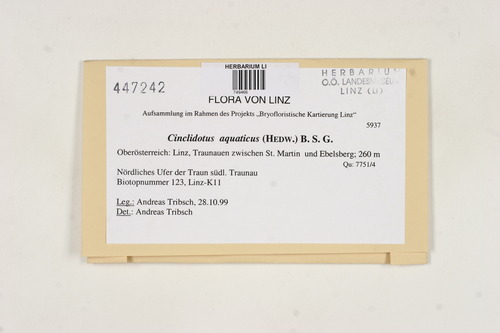 447242
HERBARIUM LI
HERBARIUM
O.Ö. LANDESMUSEUM
LINZ (LI)
FLORA VON LINZ
Aufsammlung im Rahmen des Projekts „Bryofloristische Kartierung Linz“
5937
Cinclidotus aquaticus (HEDW.) B. S. G.
Oberösterreich: Linz, Traunauen zwischen St. Martin und Ebelsberg; 260 m
Qu: 7751/4
Nördliches Ufer der Traun südl. Traunau
Biotopnummer 123, Linz-K11
Leg.: Andreas Tribsch, 28.10.99
Det.: Andreas Tribsch